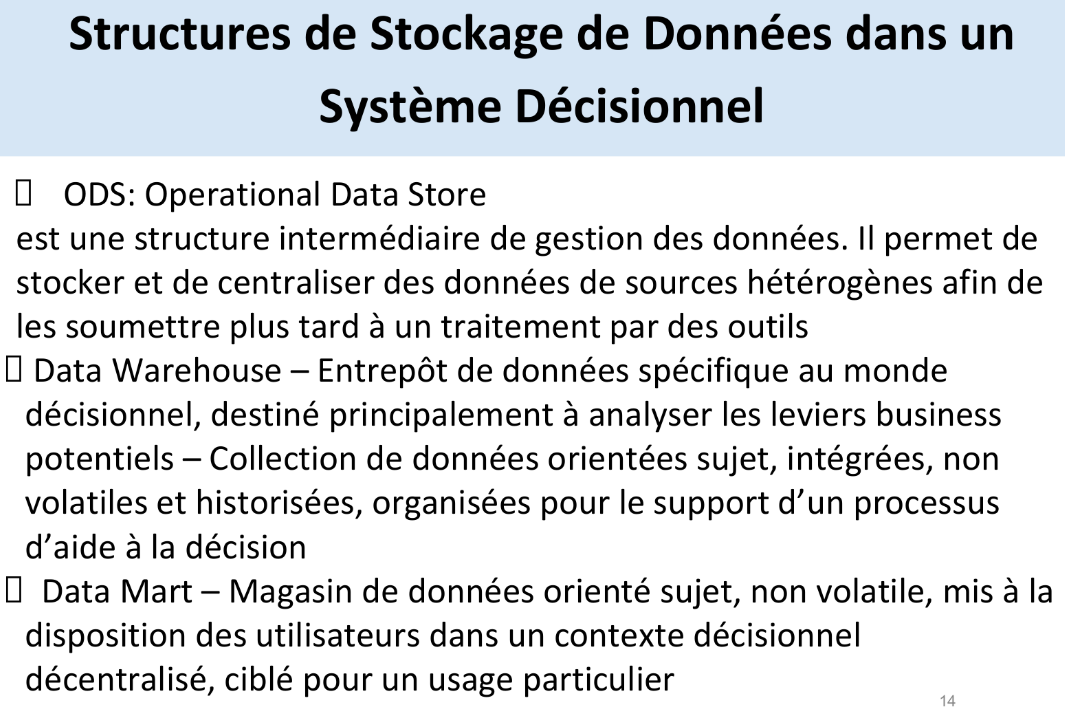 Structures de Stockage de Données dans un
Système Décisionnel
▯ ODS: Operational Data Store
est une structure intermédiaire de gestion des données. Il permet de
stocker et de centraliser des données de sources hétérogènes afin de
les soumettre plus tard à un traitement par des outils
▯ Data Warehouse – Entrepôt de données spécifique au monde
décisionnel, destiné principalement à analyser les leviers business
potentiels – Collection de données orientées sujet, intégrées, non
volatiles et historisées, organisées pour le support d’un processus
d’aide à la décision
▯ Data Mart – Magasin de données orienté sujet, non volatile, mis à la
disposition des utilisateurs dans un contexte décisionnel
décentralisé, ciblé pour un usage particulier
14